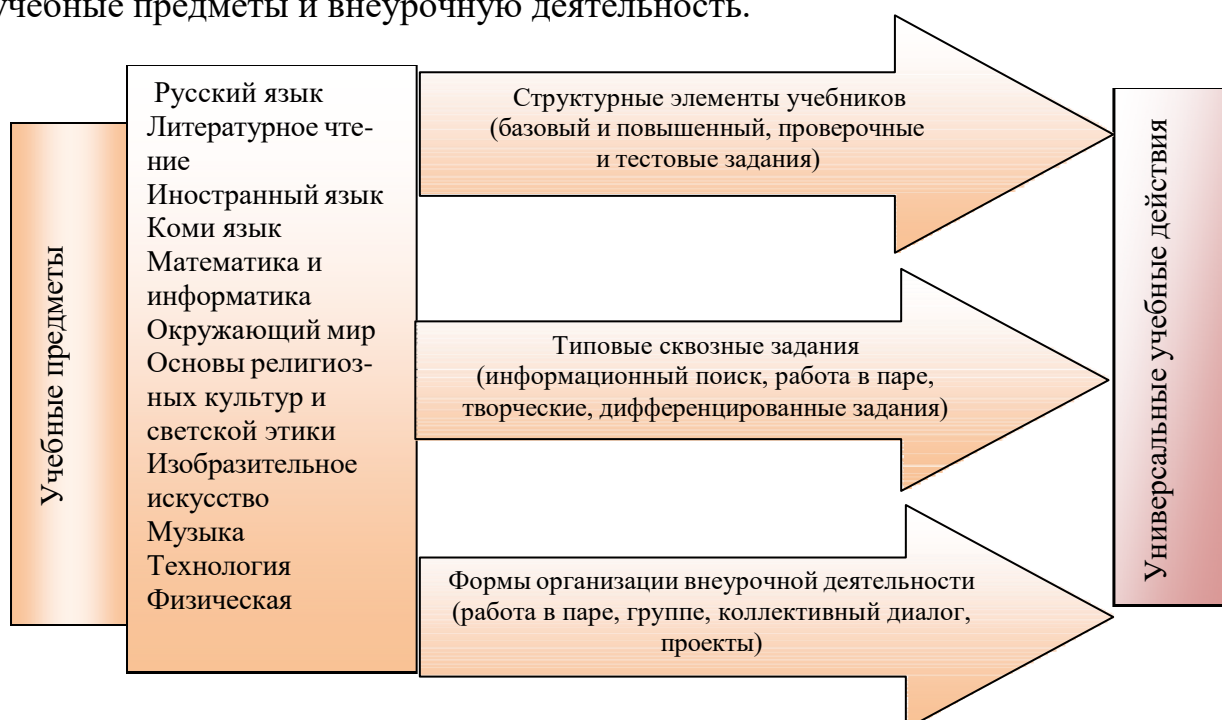 учебные предметы и внеурочную деятельность.
Учебные предметы
Русский язык
Литературное чте-
ние
Иностранный язык
Коми язык
Математика и
информатика
Окружающий мир
Основы религиоз-
ных культур и
светской этики
Изобразительное
искусство
Музыка
Технология
Физическая
Структурные элементы учебников
(базовый и повышенный, проверочные
и тестовые задания)
Типовые сквозные задания
(информационный поиск, работа в паре,
творческие, дифференцированные задания)
Формы организации внеурочной деятельности
(работа в паре, группе, коллективный диалог,
проекты)
Универсальные учебные действия